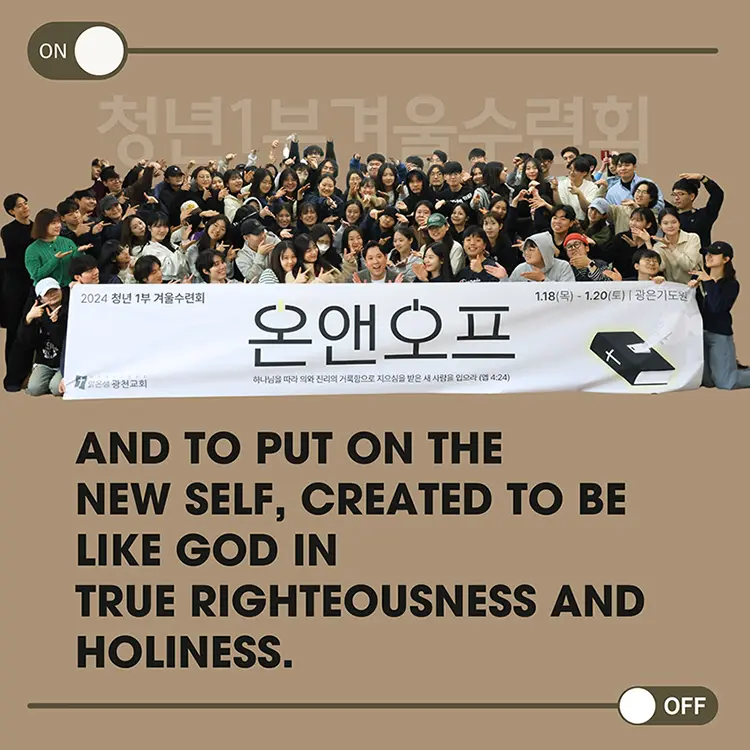 ON
청년1부겨울수련회
2024 청년 1부 겨울수련회
1.18(목) - 1.20(토) | 광은기도원
온앤오프
하나님을 따라 의와 진리의 거룩함으로 지으심을 받은 새 사람을 입으라 (엡 4:24)
맑은샘 광천교회
AND TO PUT ON THE
NEW SELF, CREATED TO BE
LIKE GOD IN
TRUE RIGHTEOUSNESS AND
HOLINESS.
OFF